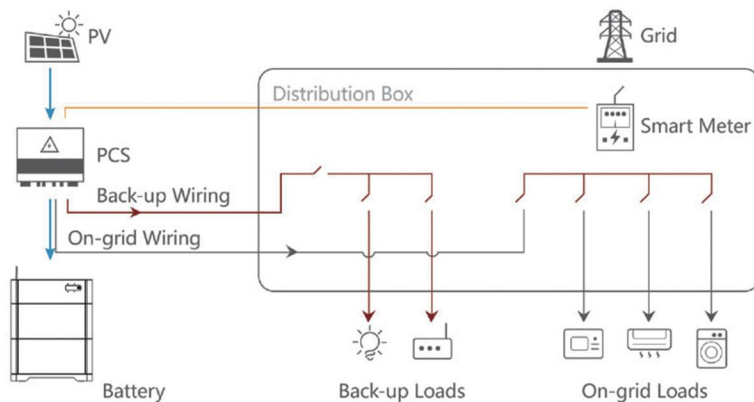 PV
Grid
Distribution Box
Smart Meter
PCS
Back-up Wiring
On-grid Wiring
Battery
Back-up Loads
On-grid Loads